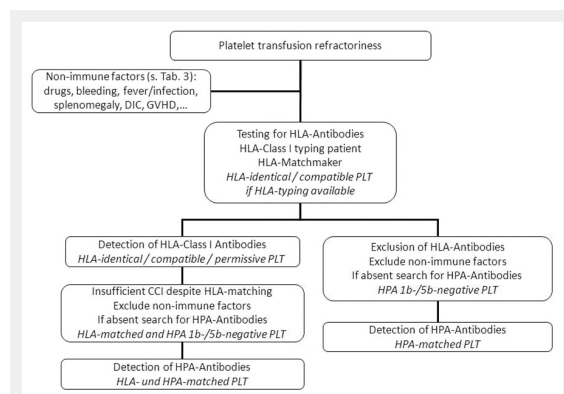 Platelet transfusion refractoriness
Non-immune factors (s. Tab. 3):
drugs, bleeding, fever/infection,
splenomegaly, DIC, GVHD,...
Testing for HLA-Antibodies
HLA-Class I typing patient
HLA-Matchmaker
HLA-identical / compatible PLT
if HLA-typing available
Detection of HLA-Class I Antibodies
HLA-identical / compatible / permissive PLT
Insufficient CCI despite HLA-matching
Exclude non-immune factors
If absent search for HPA-Antibodies
HLA-matched and HPA 1b-/5b-negative PLT
Detection of HPA-Antibodies
HLA- und HPA-matched PLT
Exclusion of HLA-Antibodies
Exclude non-immune factors
If absent search for HPA-Antibodies
HPA 1b-/5b-negative PLT
Detection of HPA-Antibodies
HPA-matched PLT